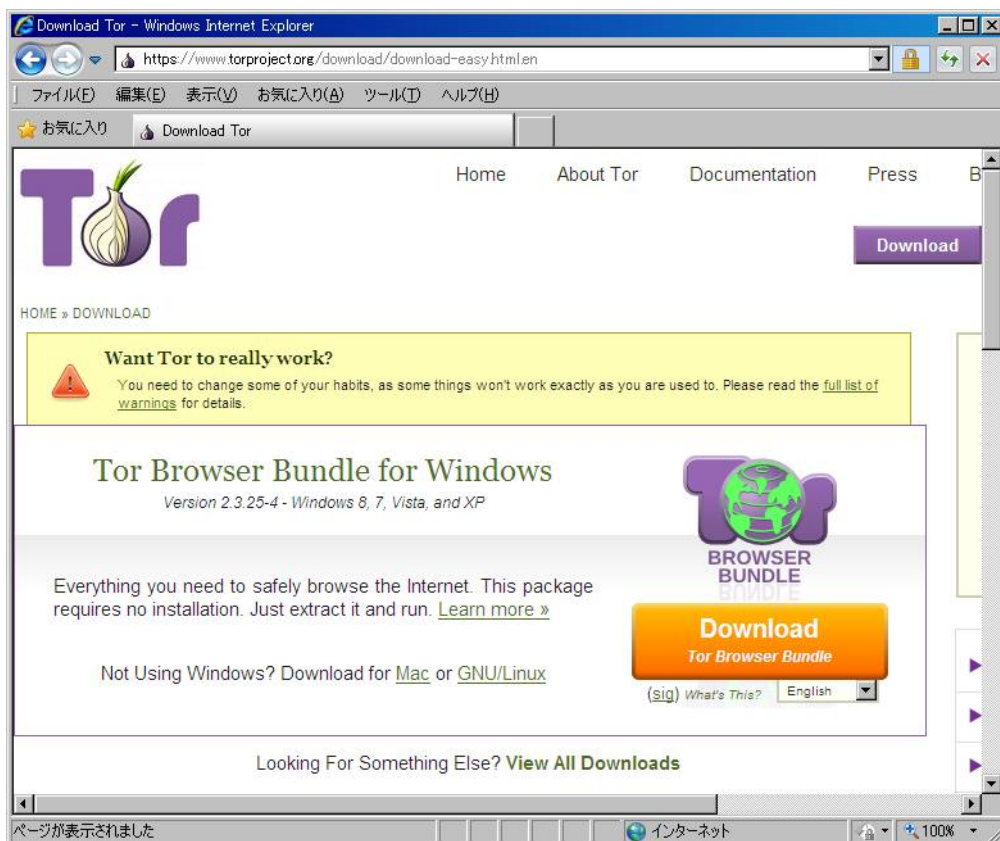 Download Tor - Windows Internet Explorer
https://www.torproject.org/download/download-easy.html.en
ファイル(F) 編集(E) 表示(V) お気に入り(A) ツール(T) ヘルプ(H)
お気に入り Download Tor
Tor
Home About Tor Documentation Press B
Download
HOME » DOWNLOAD
Want Tor to really work?
You need to change some of your habits, as some things won't work exactly as you are used to. Please read the full list of
warnings for details.
Tor Browser Bundle for Windows
Version 2.3.25-4 - Windows 8, 7, Vista, and XP
Tor
BROWSER
BUNDLE
Everything you need to safely browse the Internet. This package
requires no installation. Just extract it and run. Learn more »
Download
Tor Browser Bundle
Not Using Windows? Download for Mac or GNU/Linux
(sig) What's This? English
Looking For Something Else? View All Downloads
ページが表示されました インターネット 100%